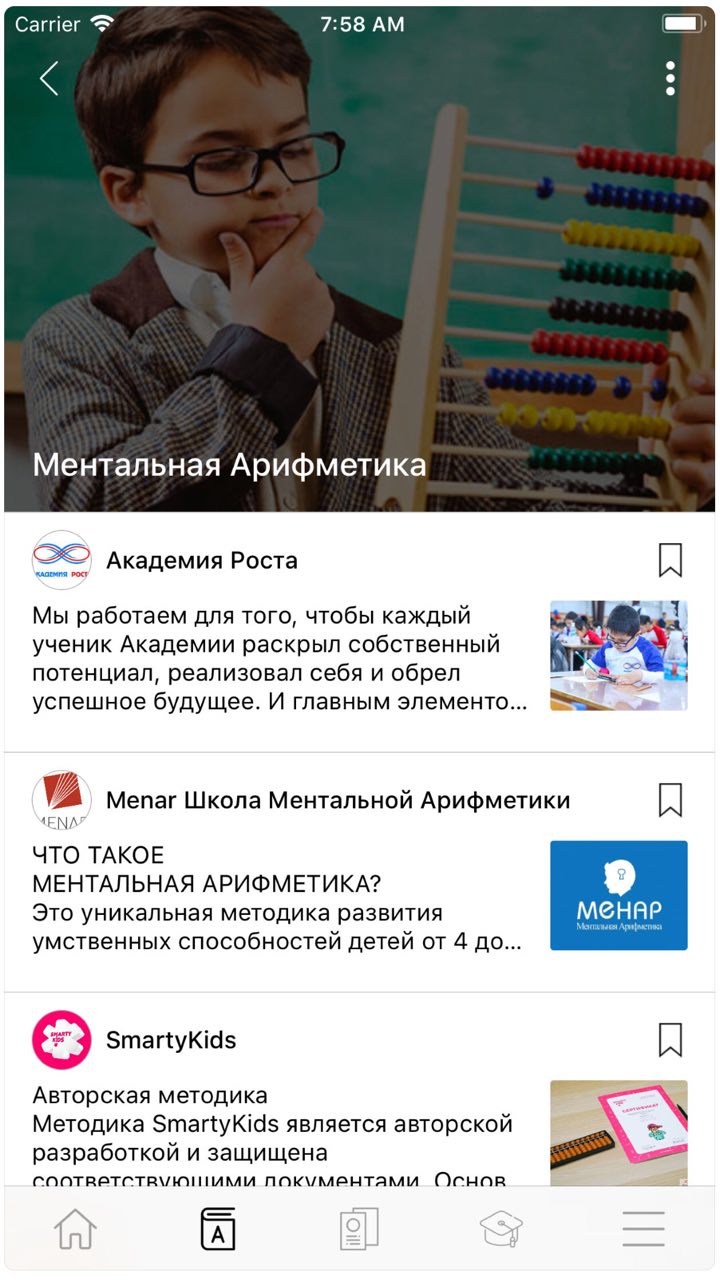 Carrier 7:58 AM
Ментальная Арифметика
АКАДЕМИЯ РОСТ
Академия Роста
Мы работаем для того, чтобы каждый
ученик Академии раскрыл собственный
потенциал, реализовал себя и обрел
успешное будущее. И главным элементо...
MENAR
Menar Школа Ментальной Арифметики
ЧТО ТАКОЕ
МЕНТАЛЬНАЯ АРИФМЕТИКА?
Это уникальная методика развития
умственных способностей детей от 4 до...
МЕНАР
Ментальная Арифметика
SMARTY
KIDS
SmartyKids
Авторская методика
Методика SmartyKids является авторской
разработкой и защищена
соответствующими документами. Основ
СЕРТИФИКАТ
A